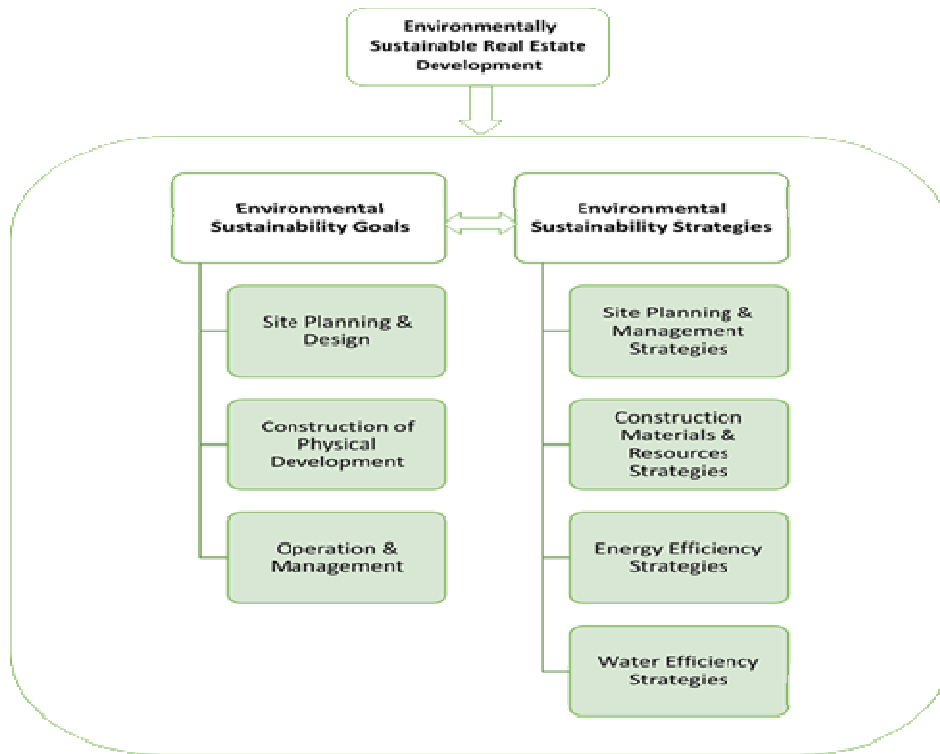 Environmentally
Sustainable Real Estate
Development
Environmental
Sustainability Goals
Environmental
Sustainability Strategies
Site Planning &
Design
Construction of
Physical
Development
Operation &
Management
Site Planning &
Management
Strategies
Construction
Materials &
Resources
Strategies
Energy Efficiency
Strategies
Water Efficiency
Strategies